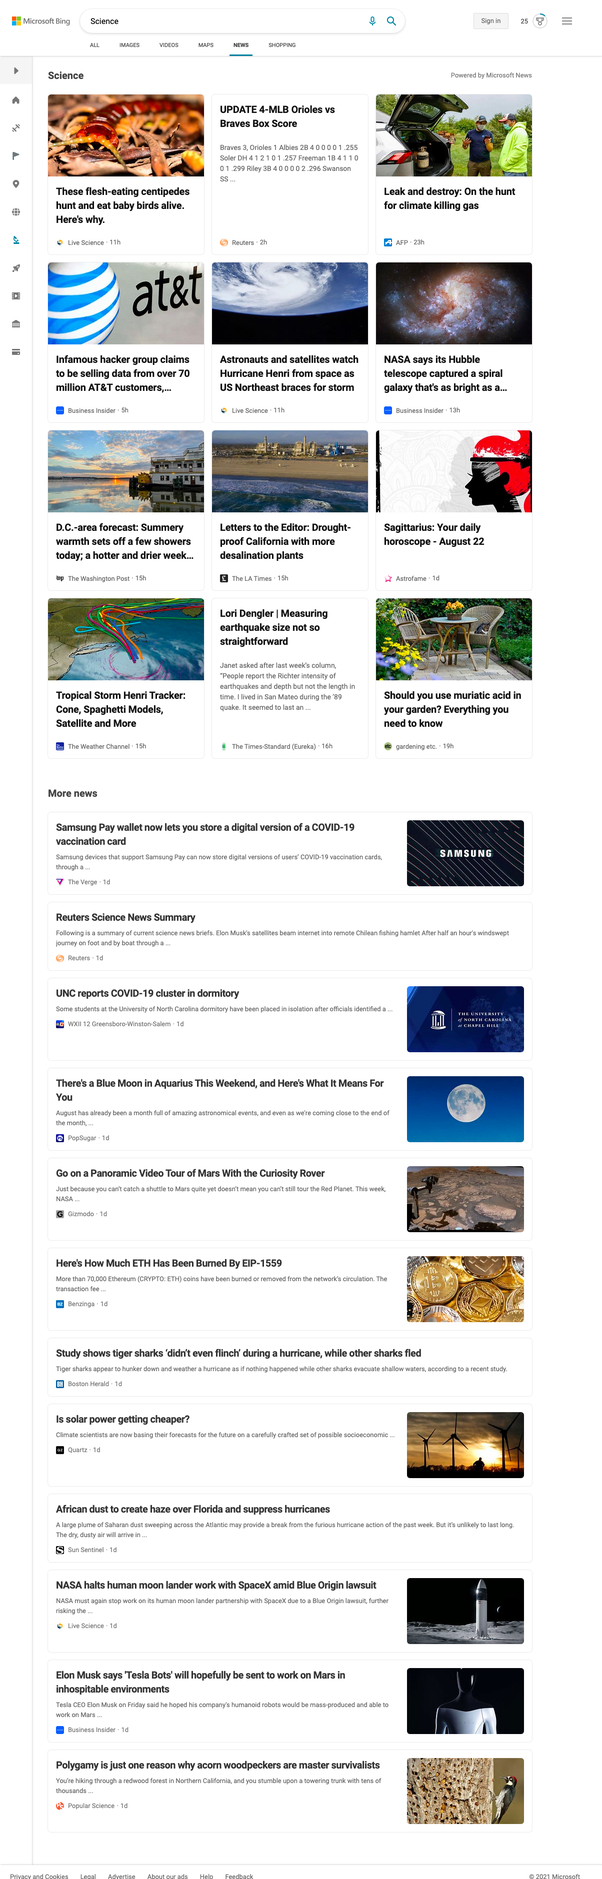 Microsoft Bing
Science
Sign in
25
ALL
IMAGES
VIDEOS
MAPS
NEWS
SHOPPING
Science
Powered by Microsoft News
These flesh-eating centipedes
hunt and eat baby birds alive.
Here's why.
Live Science · 11h
UPDATE 4-MLB Orioles vs
Braves Box Score
Braves 3, Orioles 1 Albies 2B 4 0 0 0 0 1 .255
Soler DH 4 1 2 1 0 1 .257 Freeman 1B 4 1 1 0
0 1 .299 Riley 3B 4 0 0 0 0 2 .296 Swanson
SS ...
Reuters · 2h
Leak and destroy: On the hunt
for climate killing gas
AFP · 23h
at&t
Infamous hacker group claims
to be selling data from over 70
million AT&T customers,...
Business Insider · 5h
Astronauts and satellites watch
Hurricane Henri from space as
US Northeast braces for storm
Live Science · 11h
NASA says its Hubble
telescope captured a spiral
galaxy that's as bright as a...
Business Insider · 13h
D.C.-area forecast: Summery
warmth sets off a few showers
today; a hotter and drier week...
The Washington Post · 15h
Letters to the Editor: Drought-
proof California with more
desalination plants
The LA Times · 15h
Sagittarius: Your daily
horoscope - August 22
Astrofame · 1d
Tropical Storm Henri Tracker:
Cone, Spaghetti Models,
Satellite and More
The Weather Channel · 15h
Lori Dengler | Measuring
earthquake size not so
straightforward
Janet asked after last week's column,
"People report the Richter intensity of
earthquakes and depth but not the length in
time. I lived in San Mateo during the '89
quake. It seemed to last an ...
The Times-Standard (Eureka) · 16h
Should you use muriatic acid in
your garden? Everything you
need to know
gardening etc. · 19h
More news
Samsung Pay wallet now lets you store a digital version of a COVID-19
vaccination card
Samsung devices that support Samsung Pay can now store digital versions of users' COVID-19 vaccination cards,
through a ...
The Verge · 1d
SAMSUNG
Reuters Science News Summary
Following is a summary of current science news briefs. Elon Musk's satellites beam internet into remote Chilean fishing hamlet After half an hour's windswept
journey on foot and by boat through a ...
Reuters · 1d
UNC reports COVID-19 cluster in dormitory
Some students at the University of North Carolina dormitory have been placed in isolation after officials identified a ...
WXII 12 Greensboro-Winston-Salem · 1d
THE UNIVERSITY
of NORTH CAROLINA
at CHAPEL HILL
There's a Blue Moon in Aquarius This Weekend, and Here's What It Means For
You
August has already been a month full of amazing astronomical events, and even as we're coming close to the end of
the month, ...
PopSugar · 1d
Go on a Panoramic Video Tour of Mars With the Curiosity Rover
Just because you can't catch a shuttle to Mars quite yet doesn't mean you can't still tour the Red Planet. This week,
NASA ...
Gizmodo · 1d
Here's How Much ETH Has Been Burned By EIP-1559
More than 70,000 Ethereum (CRYPTO: ETH) coins have been burned or removed from the network's circulation. The
transaction fee ...
Benzinga · 1d
Study shows tiger sharks 'didn't even flinch' during a hurricane, while other sharks fled
Tiger sharks appear to hunker down and weather a hurricane as if nothing happened while other sharks evacuate shallow waters, according to a recent study.
Boston Herald · 1d
Is solar power getting cheaper?
Climate scientists are now basing their forecasts for the future on a carefully crafted set of possible socioeconomic ...
Quartz · 1d
African dust to create haze over Florida and suppress hurricanes
A large plume of Saharan dust sweeping across the Atlantic may provide a break from the furious hurricane action of the past week. But it's unlikely to last long.
The dry, dusty air will arrive in ...
Sun Sentinel · 1d
NASA halts human moon lander work with SpaceX amid Blue Origin lawsuit
NASA must again stop work on its human moon lander partnership with SpaceX due to a Blue Origin lawsuit, further
risking the ...
Live Science · 1d
Elon Musk says 'Tesla Bots' will hopefully be sent to work on Mars in
inhospitable environments
Tesla CEO Elon Musk on Friday said he hoped his company's humanoid robots would be mass-produced and able to
work on Mars ...
Business Insider · 1d
Polygamy is just one reason why acorn woodpeckers are master survivalists
You're hiking through a redwood forest in Northern California, and you stumble upon a towering trunk with tens of
thousands ...
Popular Science · 1d
Privacy and Cookies
Legal
Advertise
About our ads
Help
Feedback
© 2021 Microsoft